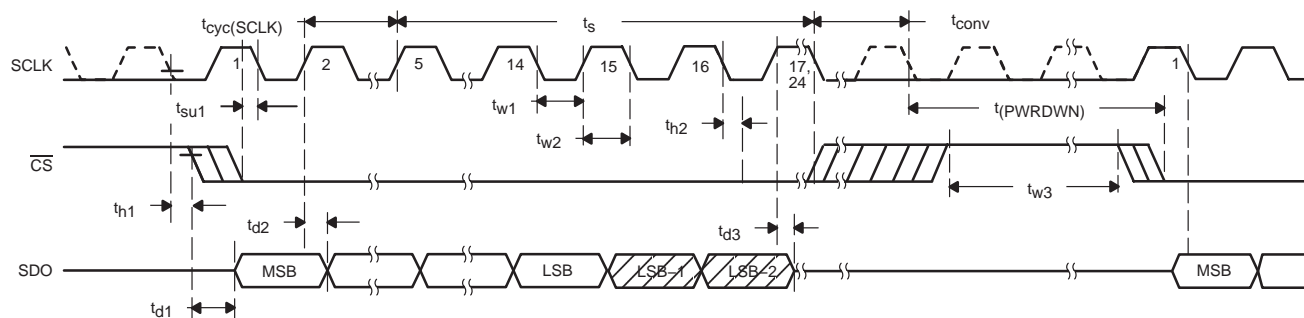 tcyc(SCLK)
ts
tconv
SCLK
1
2
5
14
15
16
17,
24
1
tsu1
tw1
tw2
th2
t(PWRDWN)
CS
th1
td2
td3
tw3
SDO
MSB
LSB
LSB–1
LSB–2
MSB
td1